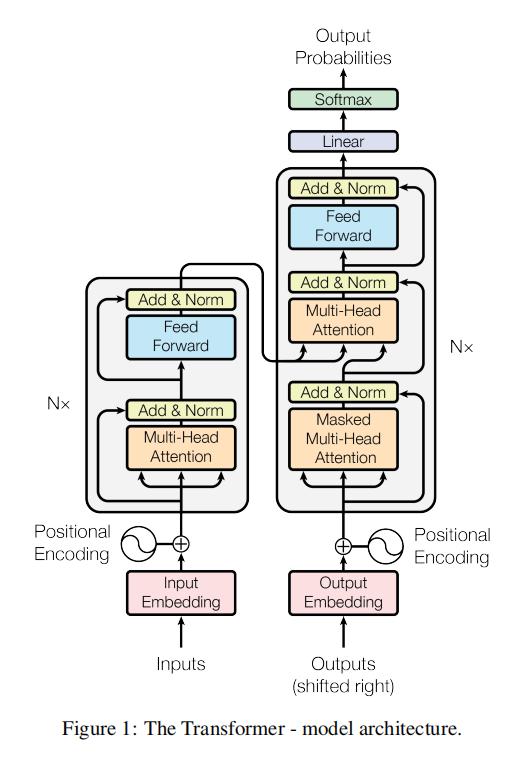 Output
Probabilities
Softmax
Linear
Add & Norm
Feed
Forward
Add & Norm
Multi-Head
Attention
Add & Norm
Masked
Multi-Head
Attention
N×
Add & Norm
Feed
Forward
Add & Norm
Multi-Head
Attention
N×
Positional
Encoding
Positional
Encoding
Input
Embedding
Output
Embedding
Inputs
Outputs
(shifted right)
Figure 1: The Transformer - model architecture.